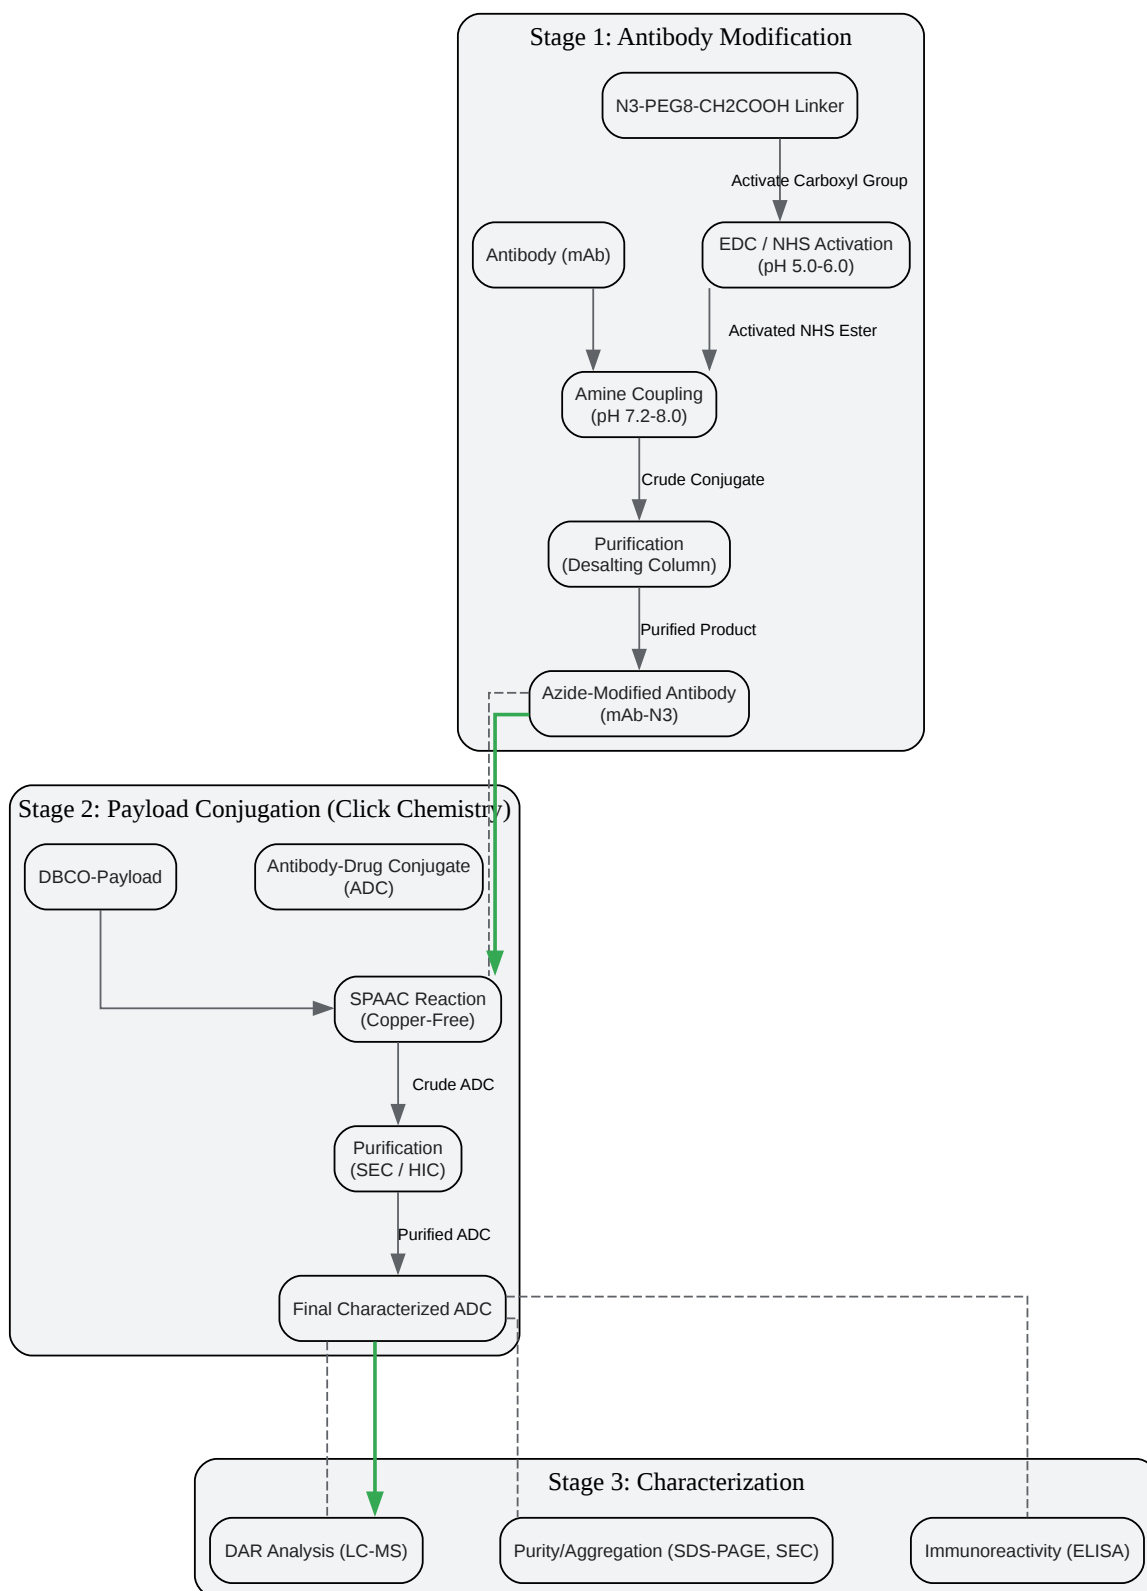 Stage 1: Antibody Modification
N3-PEG8-CH2COOH Linker
Activate Carboxyl Group
Antibody (mAb)
EDC / NHS Activation
(pH 5.0-6.0)
Activated NHS Ester
Amine Coupling
(pH 7.2-8.0)
Crude Conjugate
Purification
(Desalting Column)
Purified Product
Azide-Modified Antibody
(mAb-N3)
Stage 2: Payload Conjugation (Click Chemistry)
DBCO-Payload
Antibody-Drug Conjugate
(ADC)
SPAAC Reaction
(Copper-Free)
Crude ADC
Purification
(SEC / HIC)
Purified ADC
Final Characterized ADC
Stage 3: Characterization
DAR Analysis (LC-MS)
Purity/Aggregation (SDS-PAGE, SEC)
Immunoreactivity (ELISA)